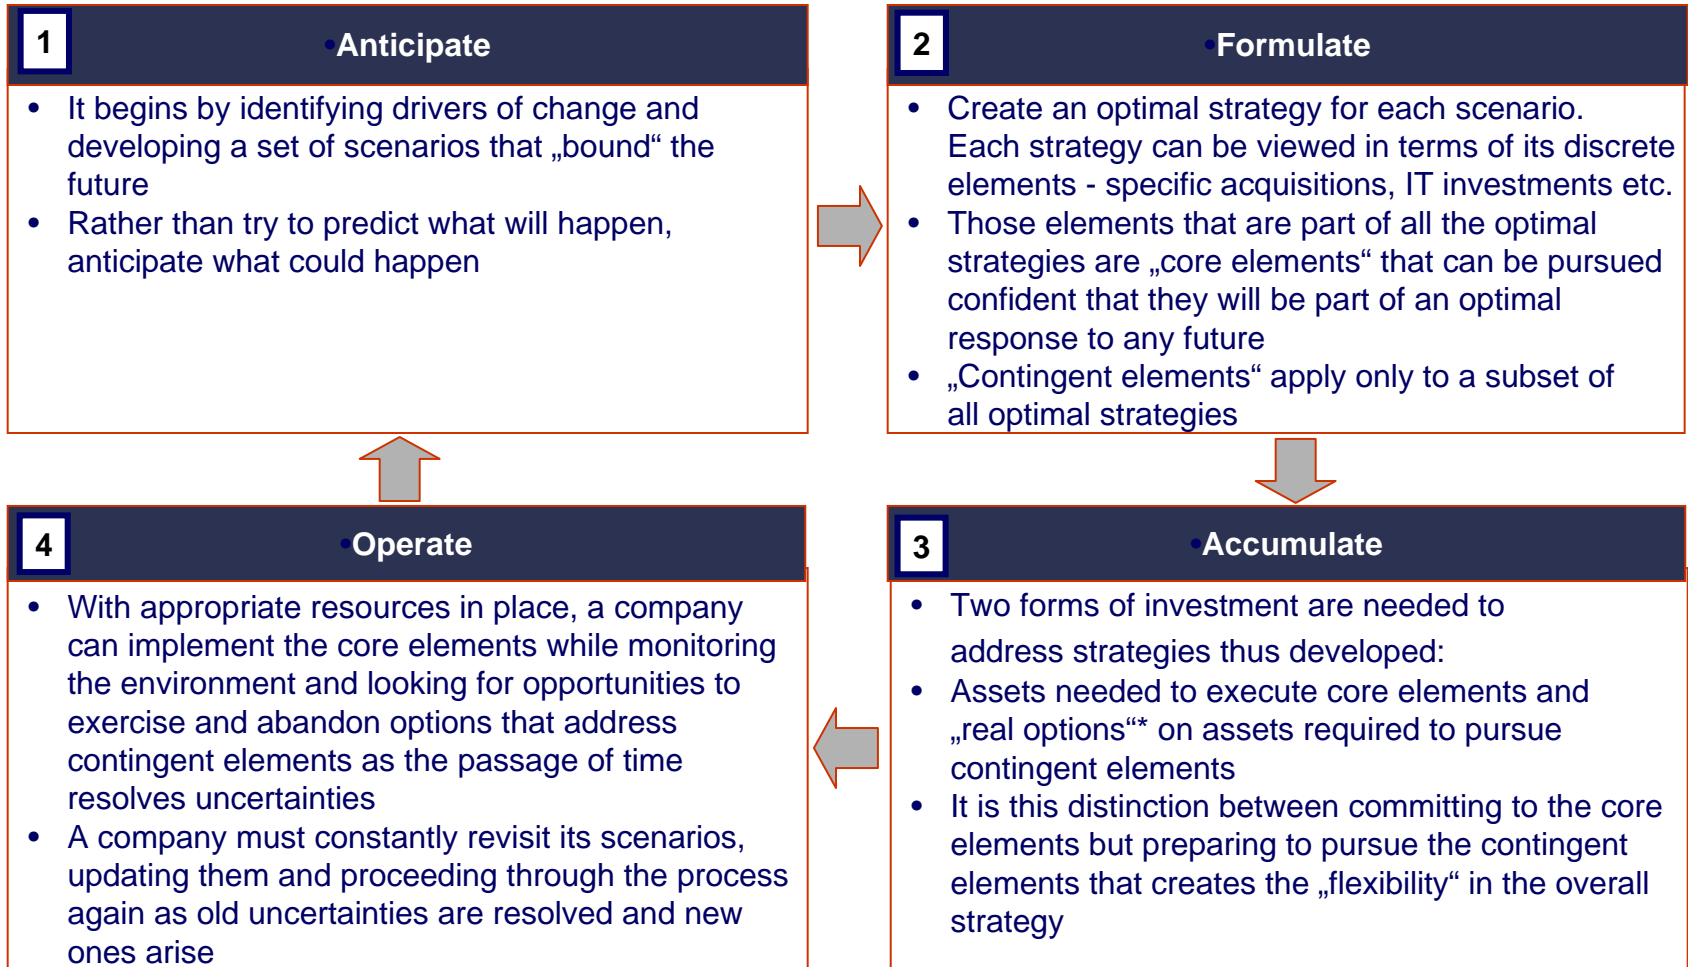 1
•Anticipate
• It begins by identifying drivers of change and
developing a set of scenarios that „bound“ the
future
• Rather than try to predict what will happen,
anticipate what could happen
2
•Formulate
• Create an optimal strategy for each scenario.
Each strategy can be viewed in terms of its discrete
elements - specific acquisitions, IT investments etc.
• Those elements that are part of all the optimal
strategies are „core elements“ that can be pursued
confident that they will be part of an optimal
response to any future
• „Contingent elements“ apply only to a subset of
all optimal strategies
3
•Accumulate
• Two forms of investment are needed to
address strategies thus developed:
• Assets needed to execute core elements and
„real options“* on assets required to pursue
contingent elements
• It is this distinction between committing to the core
elements but preparing to pursue the contingent
elements that creates the „flexibility“ in the overall
strategy
4
•Operate
• With appropriate resources in place, a company
can implement the core elements while monitoring
the environment and looking for opportunities to
exercise and abandon options that address
contingent elements as the passage of time
resolves uncertainties
• A company must constantly revisit its scenarios,
updating them and proceeding through the process
again as old uncertainties are resolved and new
ones arise